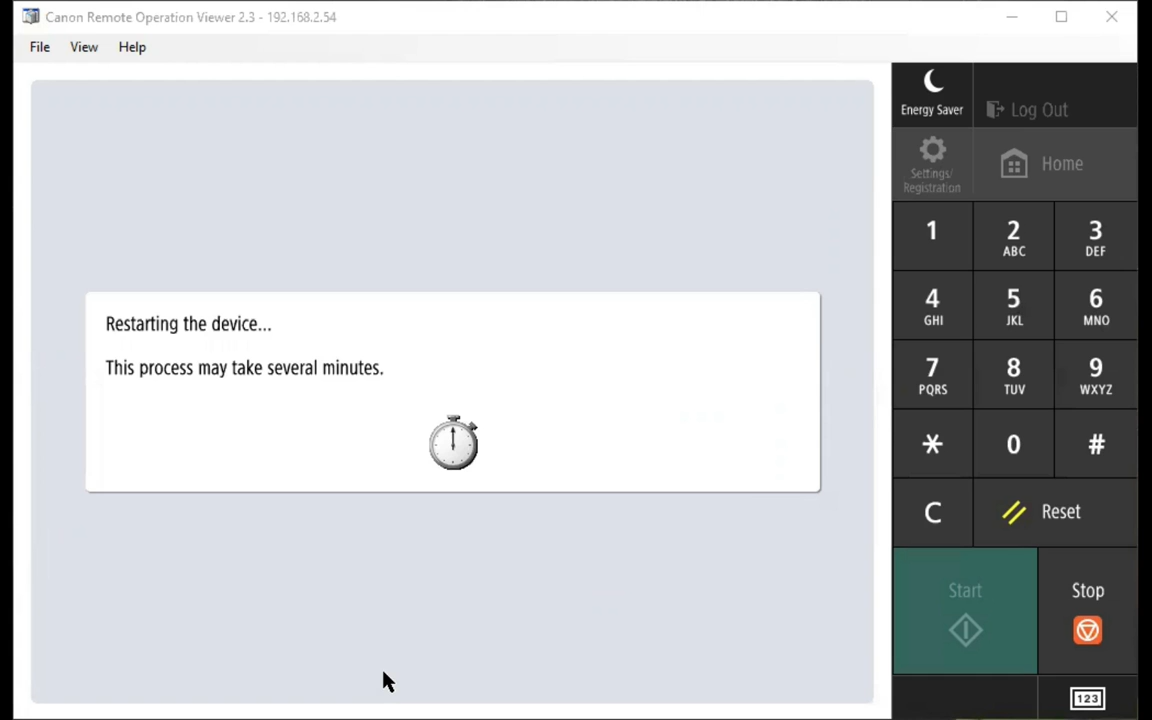 Canon Remote Operation Viewer 2.3 - 192.168.2.54
File View Help
Energy Saver
Log Out
Settings/
Registration
Home
Restarting the device...
This process may take several minutes.
1 2 3
ABC DEF
4 5 6
GHI JKL MNO
7 8 9
PQRS TUV WXYZ
* 0 #
C Reset
Start Stop
123